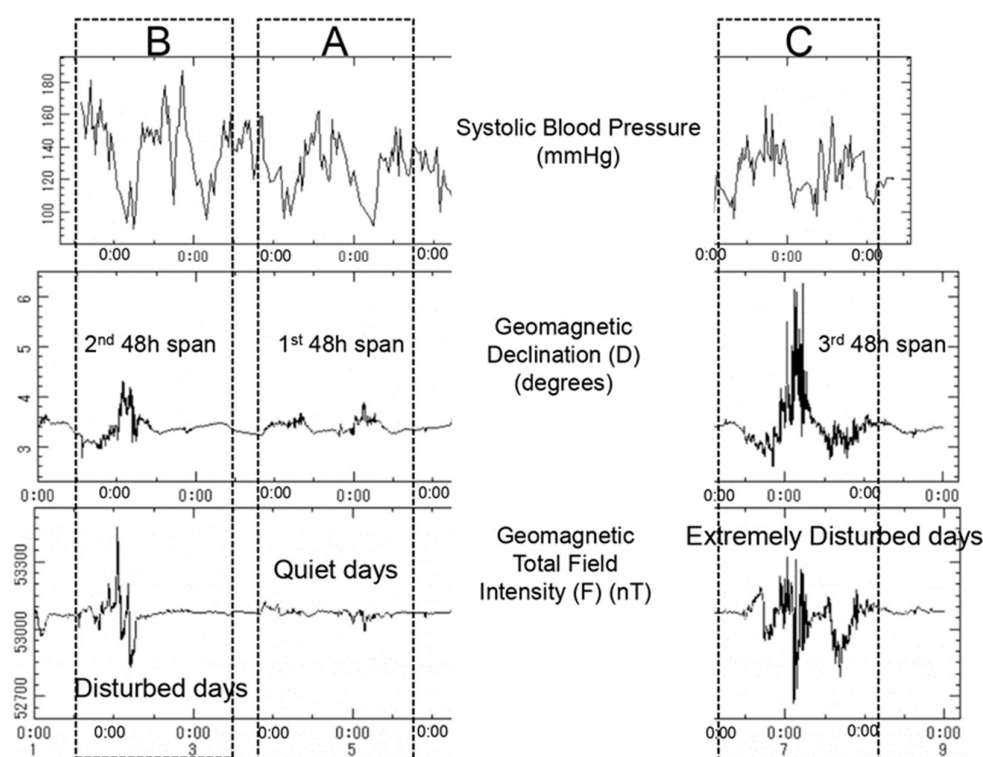 B A C
180
160
140
120
100
Systolic Blood Pressure
(mmHg)
0:00 0:00 0:00 0:00 0:00 0:00 0:00 0:00
6
5
4
3
2nd 48h span
1st 48h span
Geomagnetic
Declination (D)
(degrees)
3rd 48h span
0:00 0:00 0:00 0:00 0:00 0:00 0:00 0:00 0:00 0:00
53300
53000
52700
Disturbed days
Quiet days
Geomagnetic
Total Field
Intensity (F) (nT)
Extremely Disturbed days
0:00 0:00 0:00 0:00 0:00 0:00 0:00 0:00 0:00 0:00
1 3 5 7 9